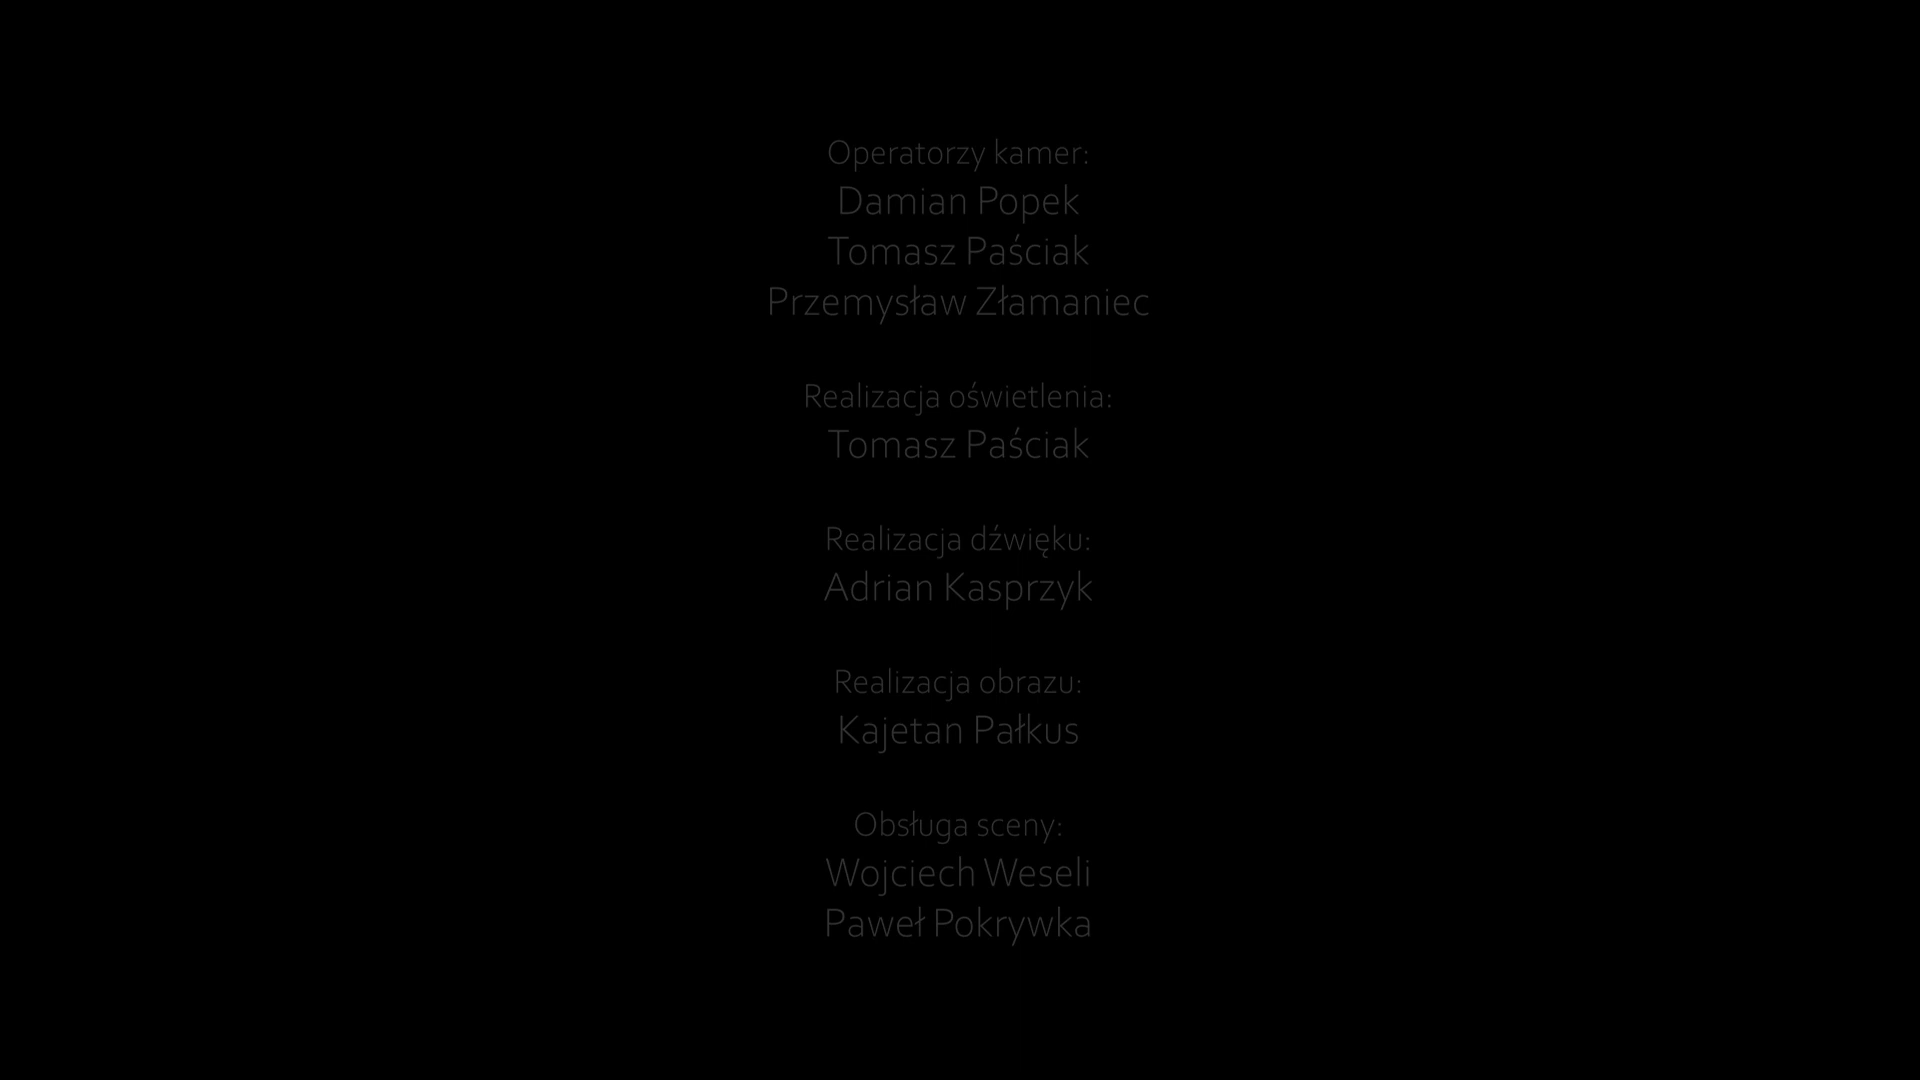 Operatorzy kamer:
Damian Popek
Tomasz Paściak
Przemysław Złamaniec
Realizacja oświetlenia:
Tomasz Paściak
Realizacja dźwięku:
Adrian Kasprzyk
Realizacja obrazu:
Kajetan Pałkus
Obsługa sceny:
Wojciech Weseli
Paweł Pokrywka